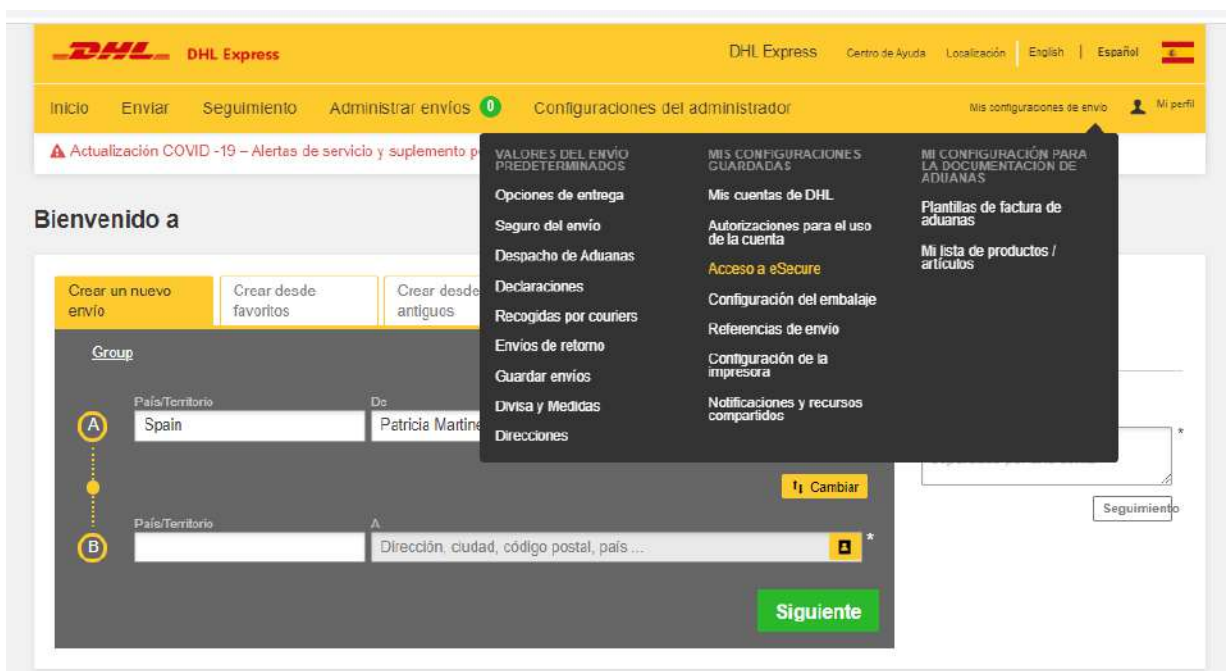 DHL DHL Express
DHL Express Centro de Ayuda Localización English | Español
Inicio Enviar Seguimiento Administrar envíos 0 Configuraciones del administrador Mis configuraciones de envío Mi perfil
Actualización COVID -19 – Alertas de servicio y suplemento p
VALORES DEL ENVÍO
PREDETERMINADOS
Opciones de entrega
Seguro del envío
Despacho de Aduanas
Declaraciones
Recogidas por couriers
Envíos de retorno
Guardar envíos
Divisa y Medidas
Direcciones
MIS CONFIGURACIONES
GUARDADAS
Mis cuentas de DHL
Autorizaciones para el uso
de la cuenta
Acceso a eSecure
Configuración del embalaje
Referencias de envío
Configuración de la
impresora
Notificaciones y recursos
compartidos
MI CONFIGURACIÓN PARA
LA DOCUMENTACIÓN DE
ADUANAS
Plantillas de factura de
aduanas
Mi lista de productos /
artículos
Bienvenido a
Crear un nuevo
envío
Crear desde
favoritos
Crear desde
antiguos
Group
País/Territorio De
A Spain Patricia Martine
*
Cambiar
Seguimiento
País/Territorio A
B Dirección, ciudad, código postal, país ... *
Siguiente